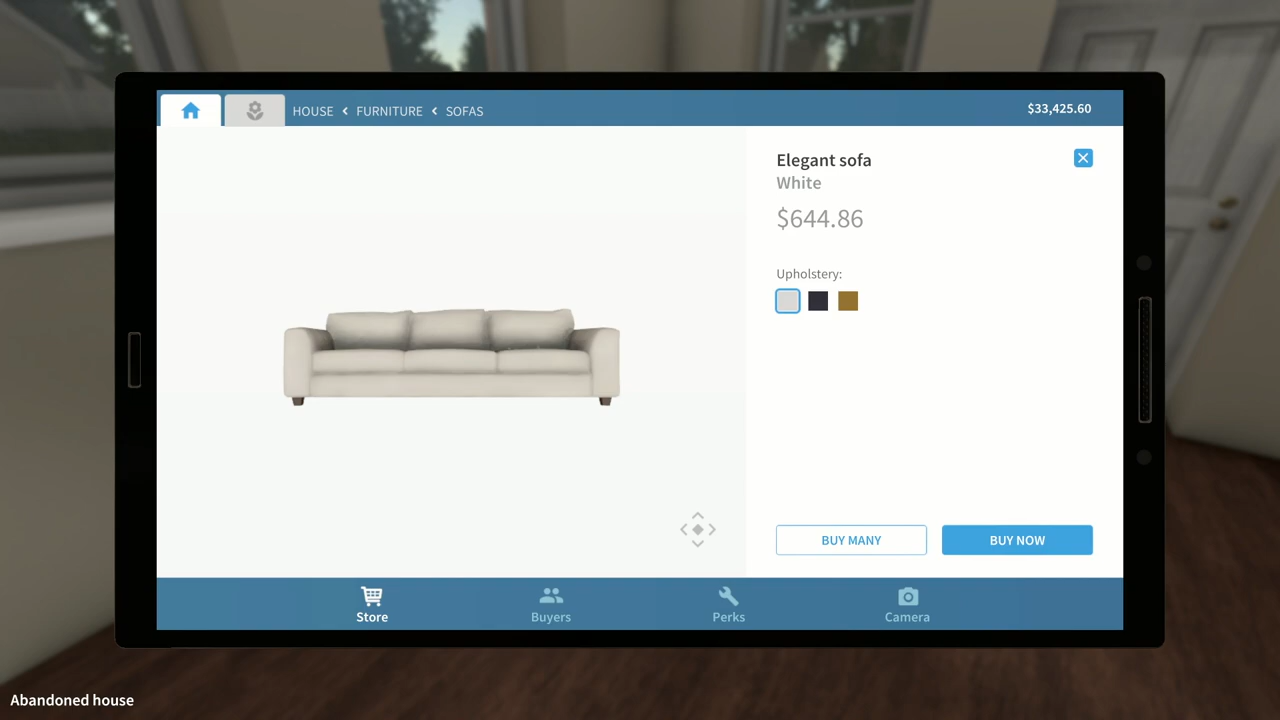 HOUSE < FURNITURE < SOFAS
$33,425.60
Elegant sofa
White
$644.86
Upholstery:
BUY MANY
BUY NOW
Store
Buyers
Perks
Camera
Abandoned house